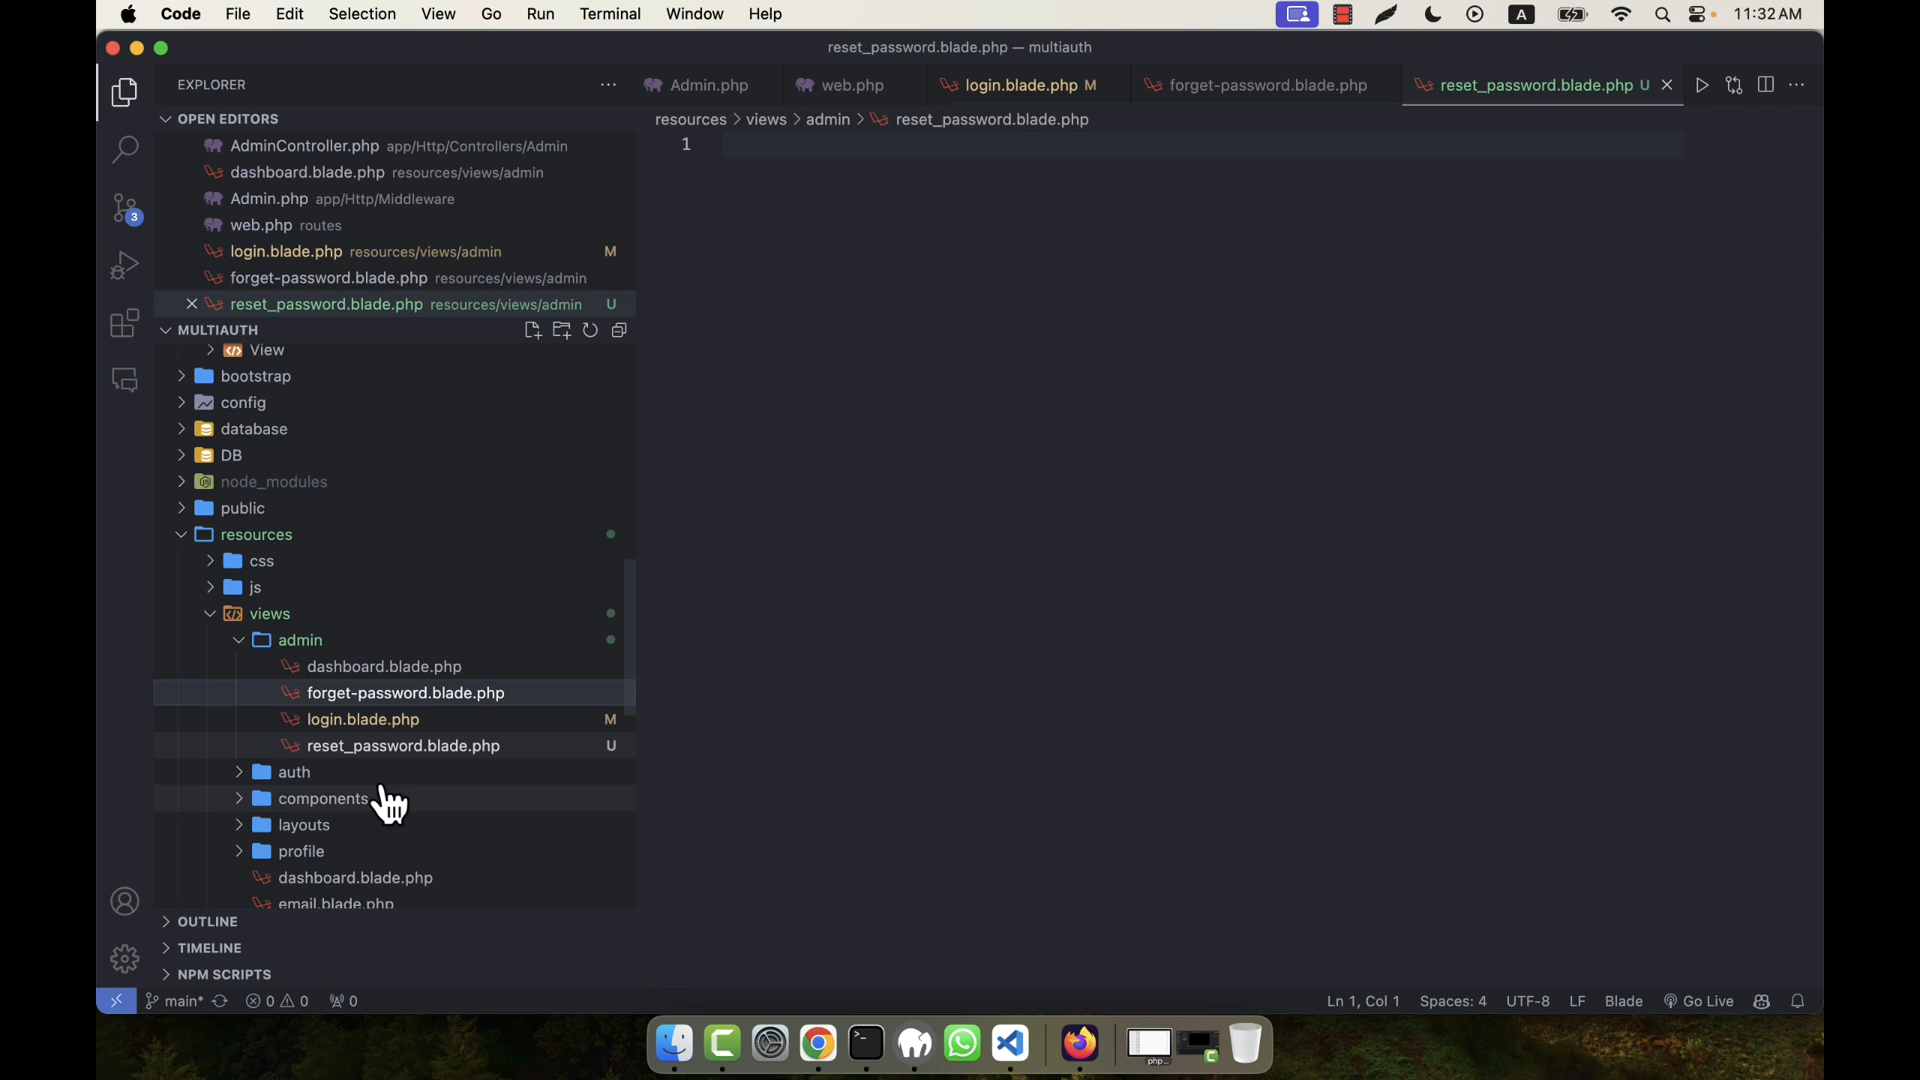 Code File Edit Selection View Go Run Terminal Window Help A 11:32 AM
reset_password.blade.php — multiauth
EXPLORER
Admin.php web.php login.blade.php M forget-password.blade.php reset_password.blade.php U
OPEN EDITORS
resources > views > admin > reset_password.blade.php
1
AdminController.php app/Http/Controllers/Admin
dashboard.blade.php resources/views/admin
Admin.php app/Http/Middleware
web.php routes
login.blade.php resources/views/admin M
forget-password.blade.php resources/views/admin
reset_password.blade.php resources/views/admin U
3
MULTIAUTH
View
bootstrap
config
database
DB
node_modules
public
resources
css
js
views
admin
dashboard.blade.php
forget-password.blade.php
login.blade.php M
reset_password.blade.php U
auth
components
layouts
profile
dashboard.blade.php
email.blade.php
OUTLINE
TIMELINE
NPM SCRIPTS
main* 0 0 0 Ln 1, Col 1 Spaces: 4 UTF-8 LF Blade Go Live
php...